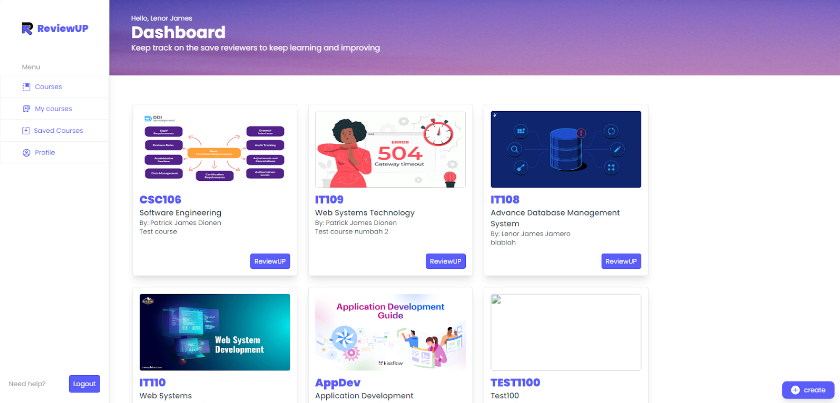 ReviewUP
Menu
Courses
My courses
Saved Courses
Profile
Need help?
Logout
Hello, Lenor James
Dashboard
Keep track on the save reviewers to keep learning and improving
DDI
CSC106
Software Engineering
By: Patrick James Dionen
Test course
ReviewUP
ERROR
504
Gateway timeout
IT109
Web Systems Technology
By: Patrick James Dionen
Test course numbah 2
ReviewUP
IT108
Advance Database Management
System
By: Lenor James Jamero
blablah
ReviewUP
Web System
Development
IT110
Web Systems
Application Development
Guide
kissflow
AppDev
Application Development
TEST1100
Test100
create